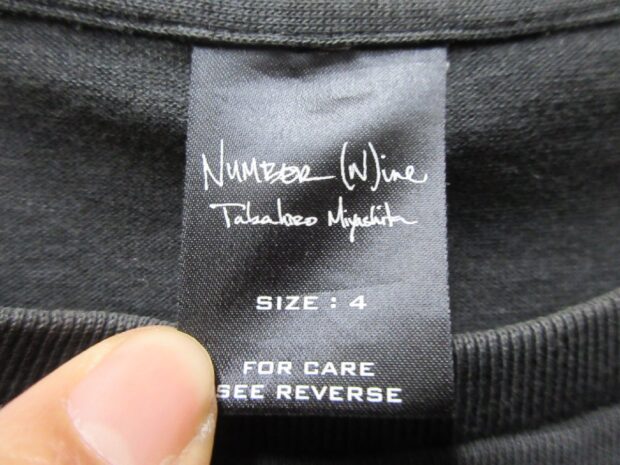 NUMBER (N)ine
Takahiro Miyashita
SIZE : 4
FOR CARE
SEE REVERSE